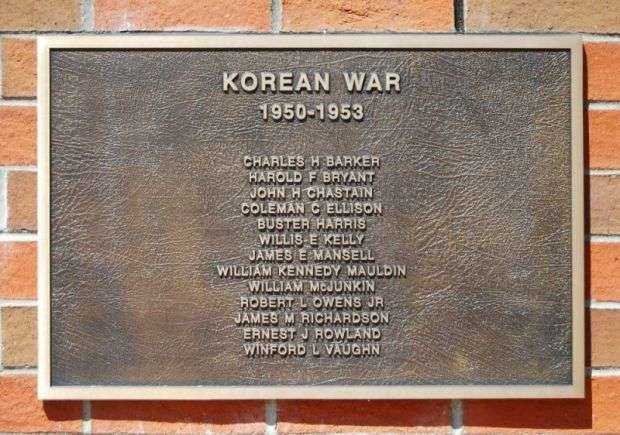 KOREAN WAR
1950-1953
CHARLES H BARKER
HAROLD F BRYANT
JOHN H CHASTAIN
COLEMAN C ELLISON
BUSTER HARRIS
WILLIS E KELLY
JAMES E MANSELL
WILLIAM KENNEDY MAULDIN
WILLIAM McJUNKIN
ROBERT L OWENS JR
JAMES M RICHARDSON
ERNEST J ROWLAND
WINFORD L VAUGHN